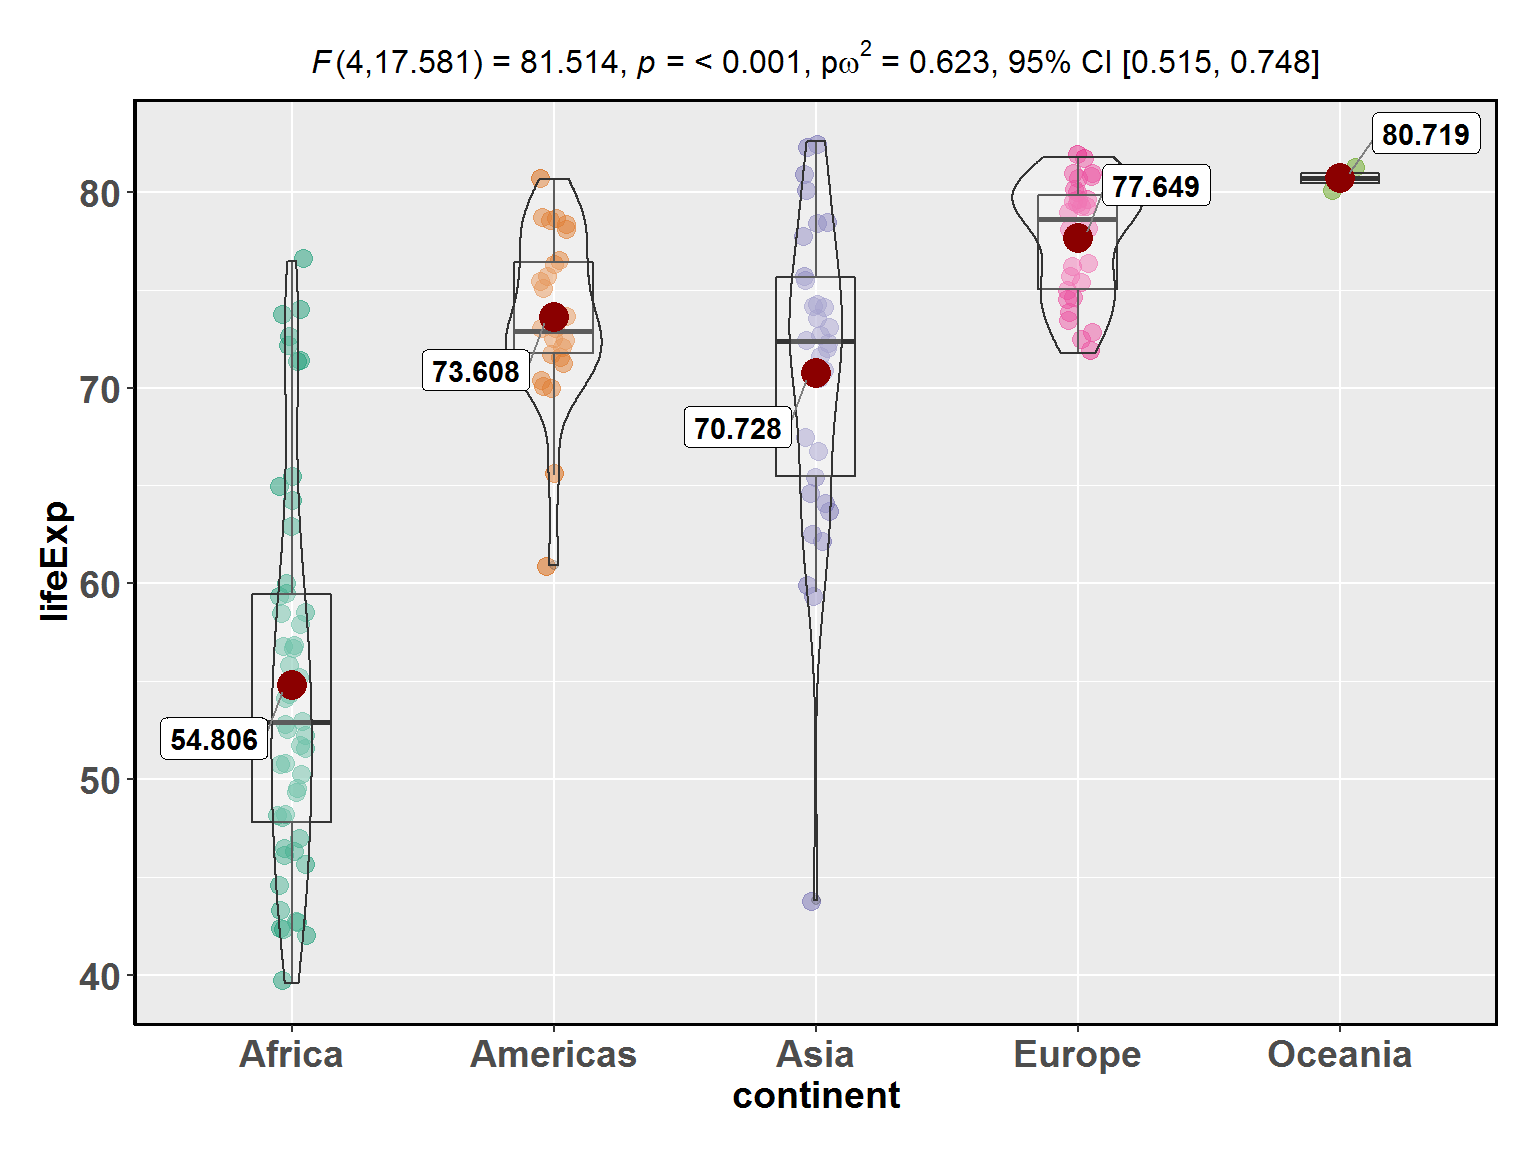 F(4,17.581) = 81.514, p = < 0.001, pω² = 0.623, 95% CI [0.515, 0.748]
80.719
77.649
80
73.608
70
70.728
lifeExp
60
54.806
50
40
Africa Americas Asia Europe Oceania
continent